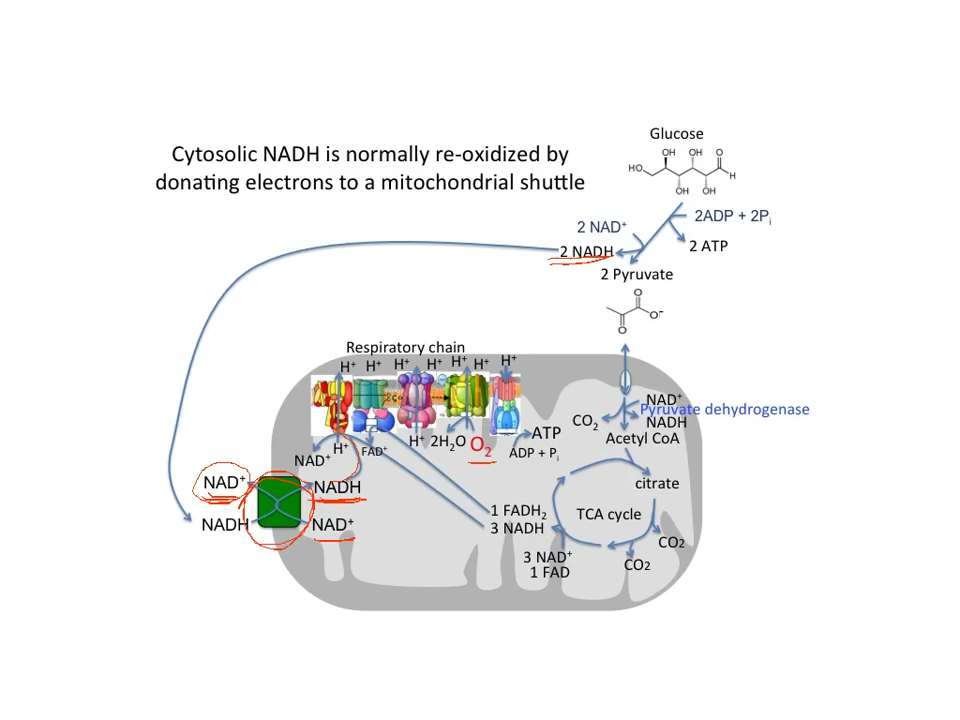 Glucose
OH OH O
HO
H
OH OH
Cytosolic NADH is normally re-oxidized by
donating electrons to a mitochondrial shuttle
2 NAD⁺
2ADP + 2Pᵢ
2 NADH
2 ATP
2 Pyruvate
O
O⁻
O
Respiratory chain
H⁺ H⁺ H⁺ H⁺ H⁺ H⁺ H⁺
NAD⁺
Pyruvate dehydrogenase
NADH
CO₂
Acetyl CoA
H⁺ FAD⁺ H⁺ 2H₂O O₂ ATP
NAD⁺
ADP + Pᵢ
NAD⁺ NADH
citrate
NADH NAD⁺
1 FADH₂
3 NADH
TCA cycle
CO2
3 NAD⁺
1 FAD
CO2